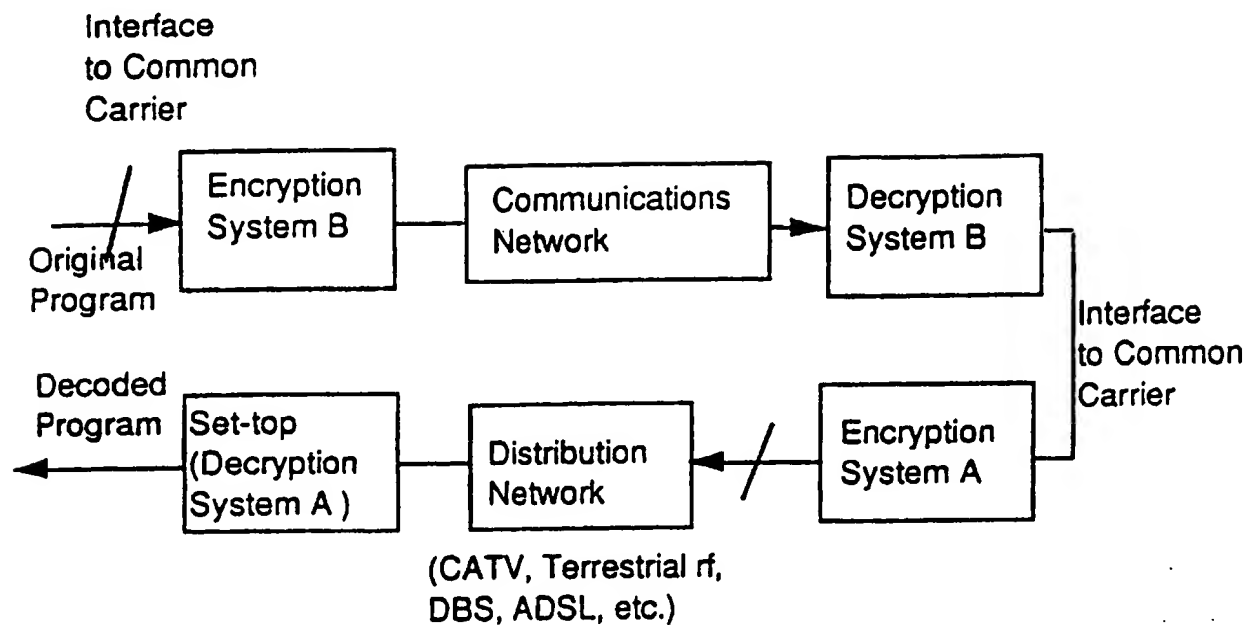 Interface
to Common
Carrier
Encryption
System B
Communications
Network
Decryption
System B
Original
Program
Interface
to Common
Carrier
Decoded
Program
Set-top
(Decryption
System A )
Distribution
Network
Encryption
System A
(CATV, Terrestrial rf,
DBS, ADSL, etc.)